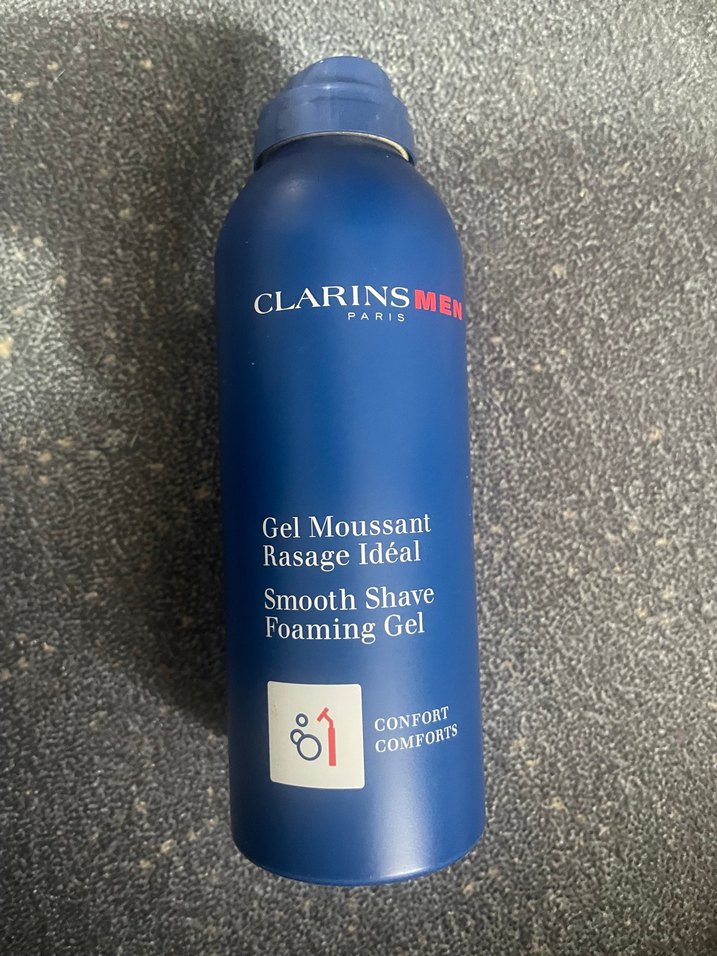 CLARINSMEN
PARIS
Gel Moussant
Rasage Idéal
Smooth Shave
Foaming Gel
CONFORT
COMFORTS